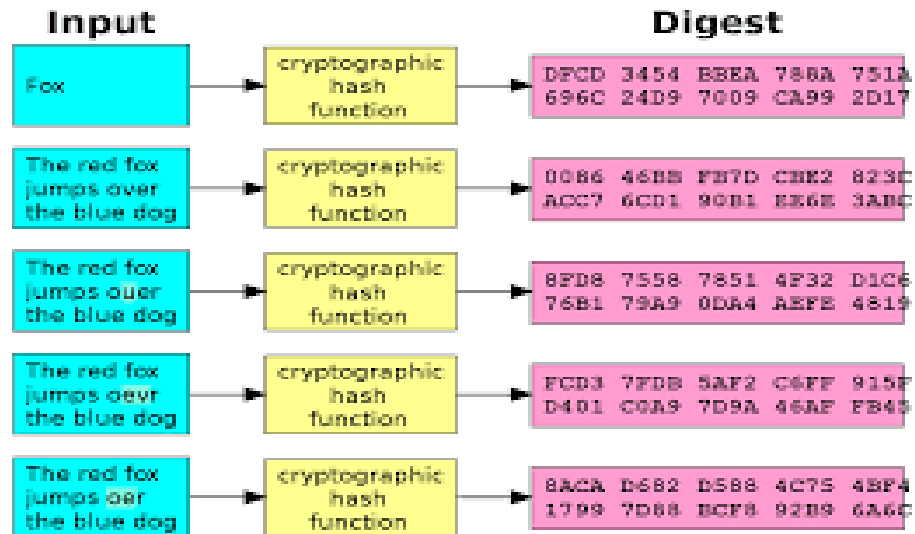 Input
Digest
Fox
cryptographic
hash
function
DFCD 3454 BBEA 788A 751A
696C 24D9 7009 CA99 2D17
The red fox
jumps over
the blue dog
cryptographic
hash
function
0086 46BB FB7D CBE2 823C
ACC7 6CD1 90B1 EE6E 3ABC
The red fox
jumps ouer
the blue dog
cryptographic
hash
function
8FD8 7558 7851 4F32 D1C6
76B1 79A9 0DA4 AEFE 4819
The red fox
jumps oevr
the blue dog
cryptographic
hash
function
FCD3 7FDB 5AF2 C6FF 915F
D401 C0A9 7D9A 46AF FB45
The red fox
jumps oer
the blue dog
cryptographic
hash
function
8ACA D682 D588 4C75 4BF4
1799 7D88 BCF8 92B9 6A6C